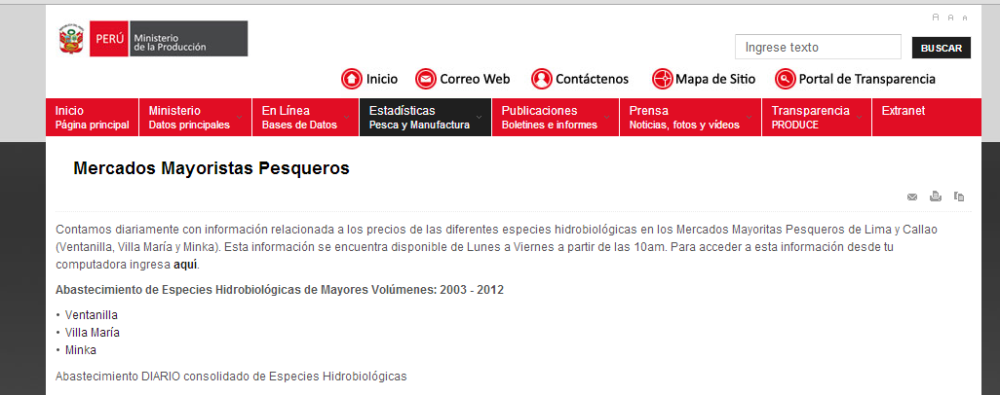 A A A
PERÚ Ministerio
de la Producción
Ingrese texto BUSCAR
Inicio Correo Web Contáctenos Mapa de Sitio Portal de Transparencia
Inicio Ministerio En Línea Estadísticas Publicaciones Prensa Transparencia Extranet
Página principal Datos principales Bases de Datos Pesca y Manufactura Boletines e informes Noticias, fotos y vídeos PRODUCE
Mercados Mayoristas Pesqueros
Contamos diariamente con información relacionada a los precios de las diferentes especies hidrobiológicas en los Mercados Mayoritas Pesqueros de Lima y Callao
(Ventanilla, Villa María y Minka). Esta información se encuentra disponible de Lunes a Viernes a partir de las 10am. Para acceder a esta información desde tu
computadora ingresa aquí.
Abastecimiento de Especies Hidrobiológicas de Mayores Volúmenes: 2003 - 2012
• Ventanilla
• Villa María
• Minka
Abastecimiento DIARIO consolidado de Especies Hidrobiológicas